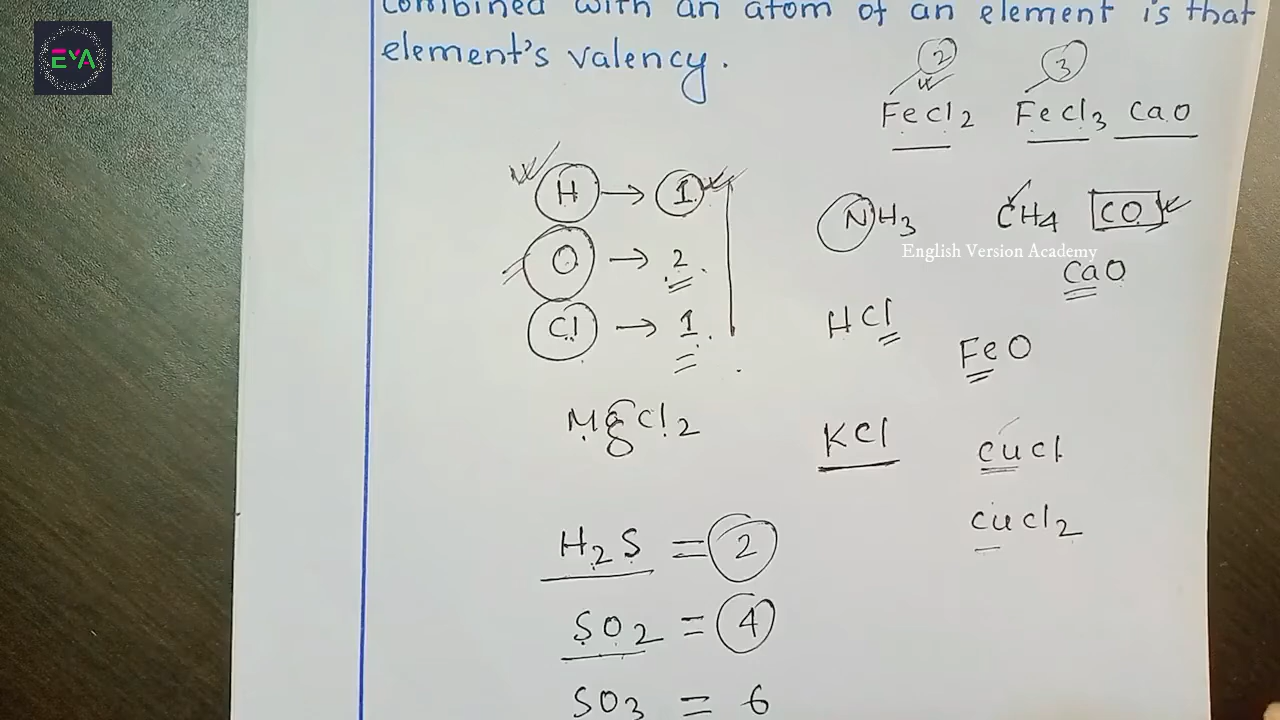 combined with an atom of an element is that
element's valency.
EVA
2
3
FeCl2 FeCl3 CaO
H → 1
NH3 CH4 CO
English Version Academy
O → 2
CaO
Cl → 1
HCl
FeO
MgCl2
KCl
CuCl
CuCl2
H2S = 2
SO2 = 4
SO3 = 6